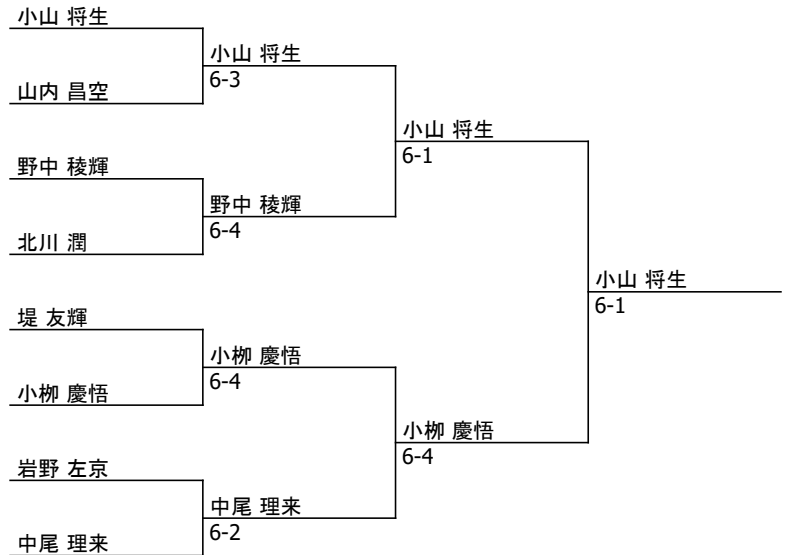 小山 将生
小山 将生
6-3
山内 昌空
小山 将生
6-1
野中 稜輝
野中 稜輝
6-4
北川 潤
小山 将生
6-1
堤 友輝
小栁 慶悟
6-4
小栁 慶悟
小栁 慶悟
6-4
岩野 左京
中尾 理来
6-2
中尾 理来